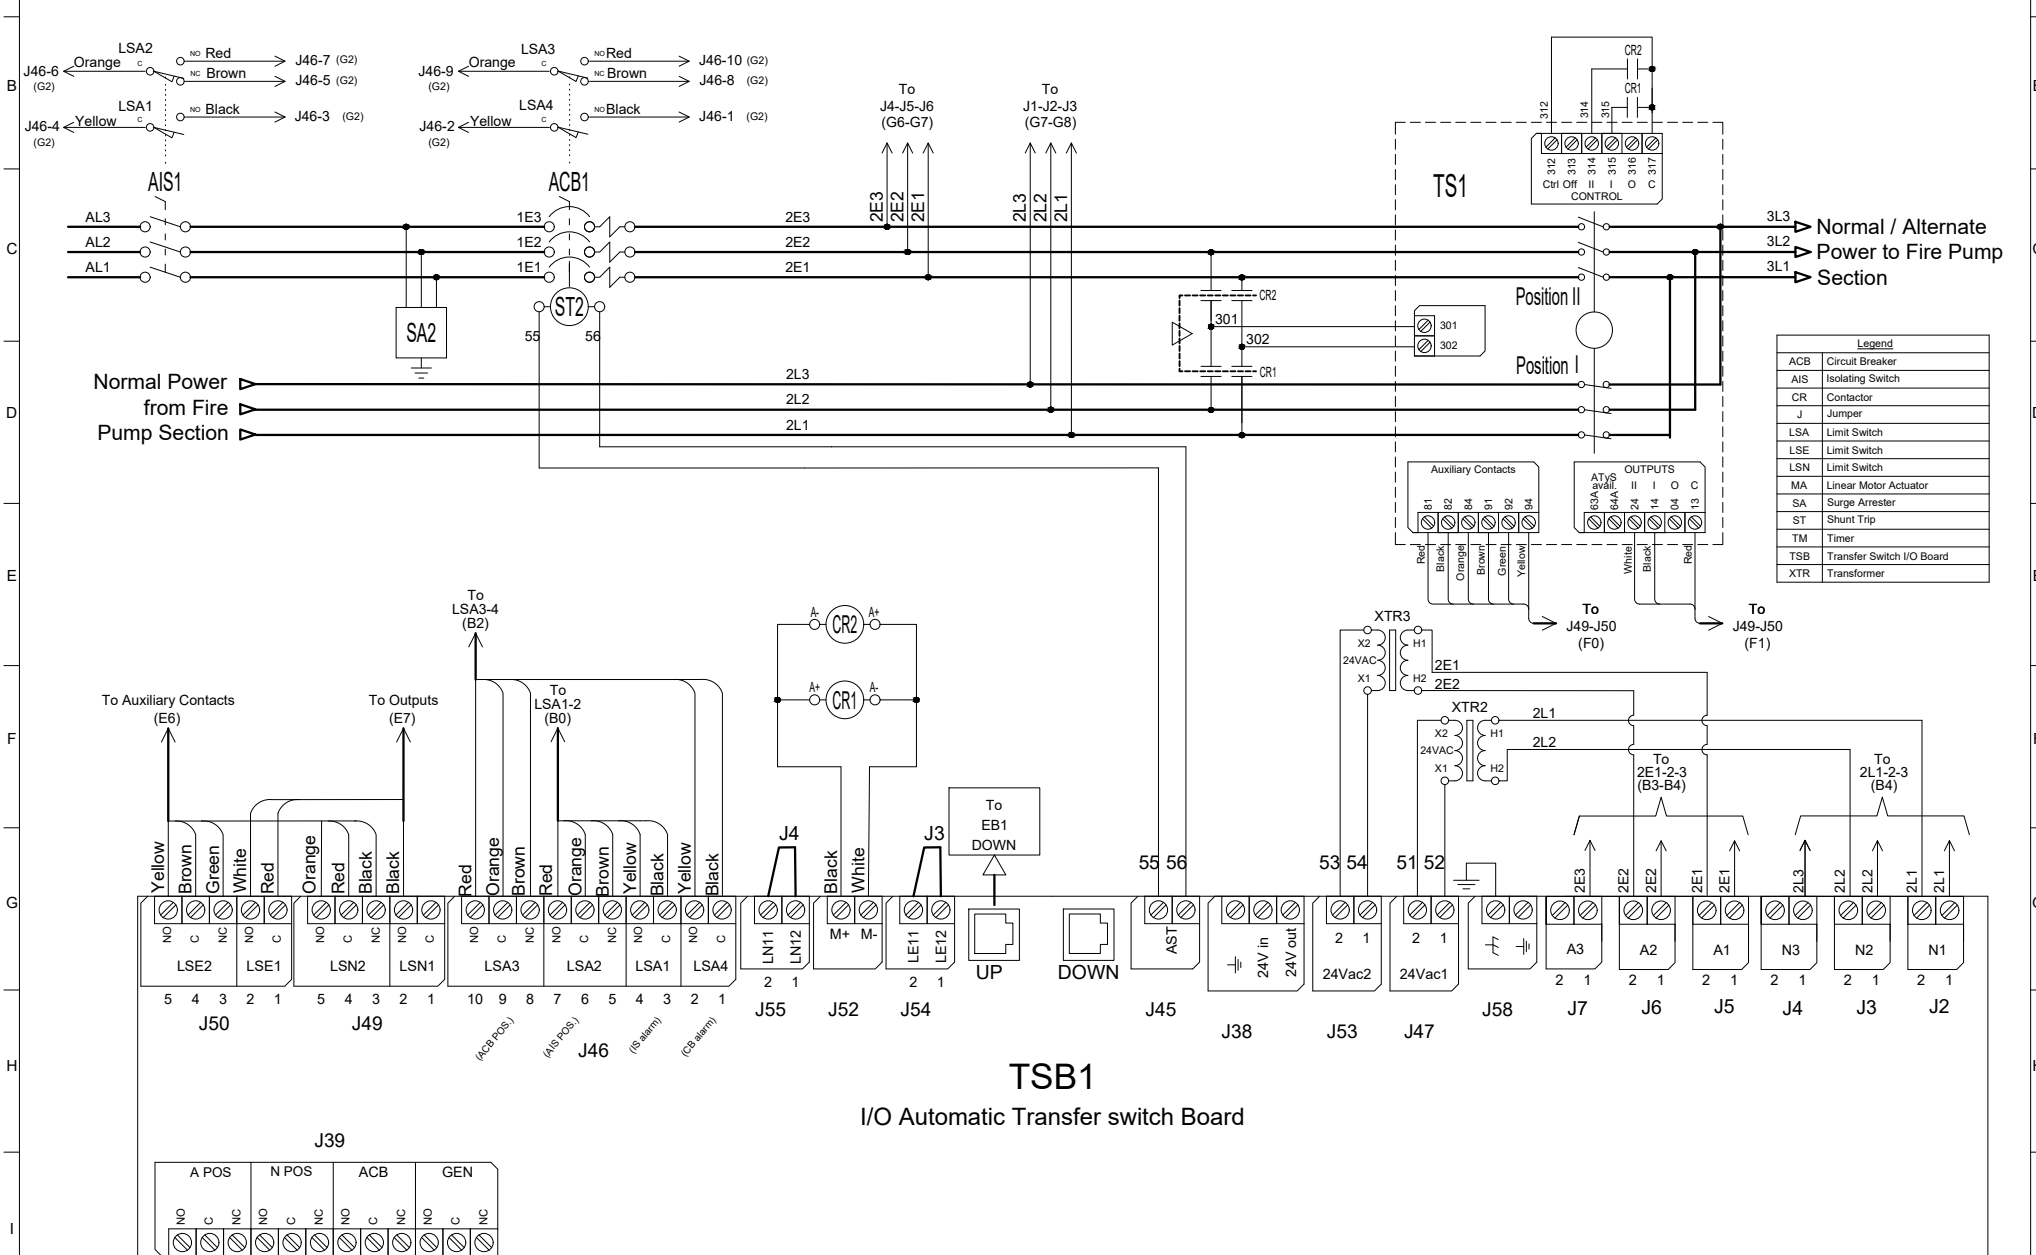 B
LSA2
Orange
C
NO Red
NC Brown
J46-6
(G2)
J46-7 (G2)
J46-5 (G2)
LSA1
Yellow
C
NO Black
J46-4
(G2)
J46-3 (G2)
AIS1
LSA3
Orange
C
NO Red
NC Brown
J46-9
(G2)
J46-10 (G2)
J46-8 (G2)
LSA4
Yellow
C
NO Black
J46-2
(G2)
J46-1 (G2)
ACB1
To
J4-J5-J6
(G6-G7)
To
J1-J2-J3
(G7-G8)
2E3
2E2
2E1
2L3
2L2
2L1
CR2
CR1
312
314
315
312 313 314 315 316 317
Ctrl Off II I O C
CONTROL
TS1
C
AL3 1E3 2E3 3L3
AL2 1E2 2E2 3L2
AL1 1E1 2E1 3L1
Normal / Alternate
Power to Fire Pump
Section
ST2
55 56
SA2
CR2
301
302
CR1
301
302
Position II
Position I
D
Normal Power
from Fire
Pump Section
2L3
2L2
2L1
Legend
ACB Circuit Breaker
AIS Isolating Switch
CR Contactor
J Jumper
LSA Limit Switch
LSE Limit Switch
LSN Limit Switch
MA Linear Motor Actuator
SA Surge Arrester
ST Shunt Trip
TM Timer
TSB Transfer Switch I/O Board
XTR Transformer
Auxiliary Contacts
81 82 84 91 92 94
Red Black Orange Brown Green Yellow
OUTPUTS
ATyS
avail. II I O C
63A 64A 24 14 04 13
White Black Red
To
J49-J50
(F0)
To
J49-J50
(F1)
E
To
LSA3-4
(B2)
A- CR2 A+
A+ CR1 A-
XTR3
X2 H1
24VAC
X1 H2
2E1
2E2
XTR2
X2 H1
24VAC
X1 H2
2L1
2L2
F
To Auxiliary Contacts
(E6)
To Outputs
(E7)
To
LSA1-2
(B0)
To
2E1-2-3
(B3-B4)
To
2L1-2-3
(B4)
To
EB1
DOWN
J4
J3
G
Yellow Brown Green White Red
Orange Red Black Black
Red Orange Brown Red Orange Brown Yellow Black Yellow Black
Black White
55 56
53 54
51 52
2E3 2E2 2E2 2E1 2E1 2L3 2L2 2L2 2L1 2L1
NO C NC NO C
LSE2 LSE1
5 4 3 2 1
J50
NO C NC NO C
LSN2 LSN1
5 4 3 2 1
J49
NO C NC NO C NC NO C NO C
LSA3 LSA2 LSA1 LSA4
10 9 8 7 6 5 4 3 2 1
(ACB POS.) (AIS POS.) (IS alarm) (CB alarm)
J46
LN11 LN12
2 1
J55
M+ M-
J52
LE11 LE12
2 1
J54
UP
DOWN
AST
J45
24V in 24V out
J38
2 1
24Vac2
J53
2 1
24Vac1
J47
J58
A3
2 1
J7
A2
2 1
J6
A1
2 1
J5
N3
2 1
J4
N2
2 1
J3
N1
2 1
J2
H
TSB1
I/O Automatic Transfer switch Board
J39
A POS N POS ACB GEN
NO C NC NO C NC NO C NC NO C NC
I